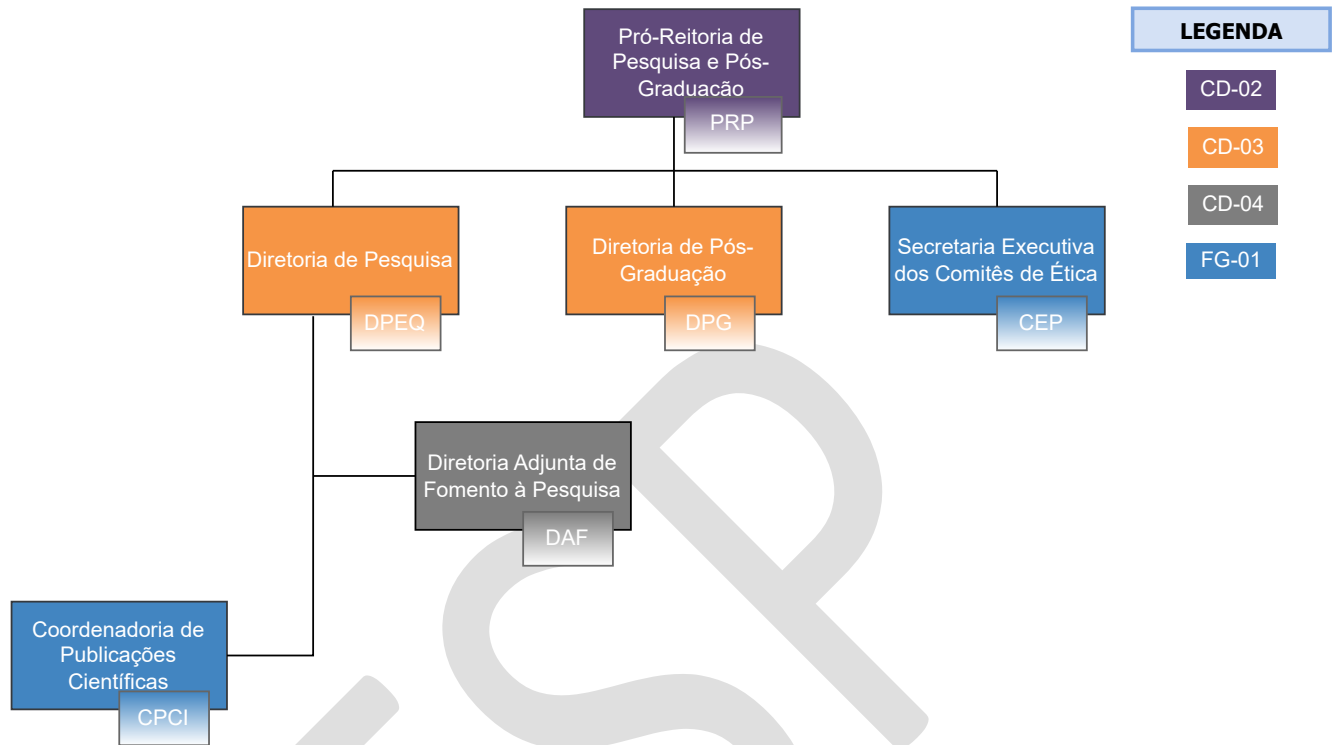 Pró-Reitoria de
Pesquisa e Pós-
Graduação
PRP
LEGENDA
CD-02
CD-03
CD-04
FG-01
Diretoria de Pesquisa
DPEQ
Diretoria de Pós-
Graduação
DPG
Secretaria Executiva
dos Comitês de Ética
CEP
Diretoria Adjunta de
Fomento à Pesquisa
DAF
Coordenadoria de
Publicações
Científicas
CPCI